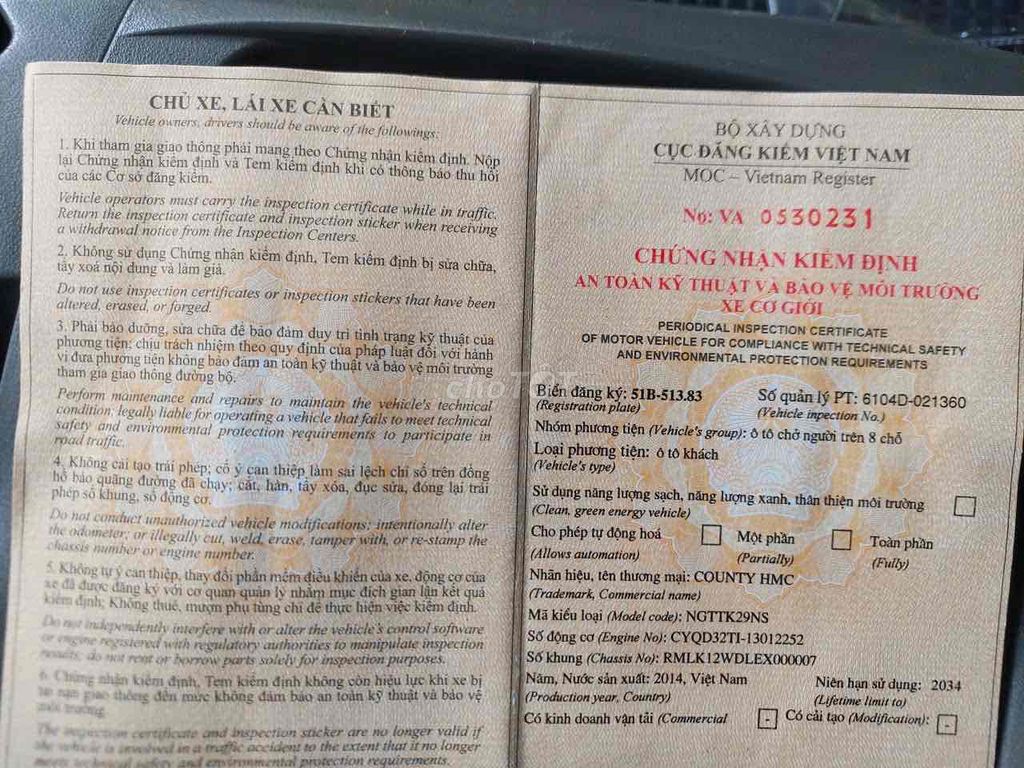 CHỦ XE, LÁI XE CẦN BIẾT
Vehicle owners, drivers should be aware of the followings:
1. Khi tham gia giao thông phải mang theo Chứng nhận kiểm định. Nộp
lại Chứng nhận kiểm định và Tem kiểm định khi có thông báo thu hồi
của các Cơ sở đăng kiểm.
Vehicle operators must carry the inspection certificate while in traffic.
Return the inspection certificate and inspection sticker when receiving
a withdrawal notice from the Inspection Centers.
2. Không sử dụng Chứng nhận kiểm định, Tem kiểm định bị sửa chữa,
tẩy xoá nội dung và làm giả.
Do not use inspection certificates or inspection stickers that have been
altered, erased, or forged.
3. Phải bảo dưỡng, sửa chữa để bảo đảm duy trì tình trạng kỹ thuật của
phương tiện; chịu trách nhiệm theo quy định của pháp luật đối với hành
vi đưa phương tiện không bảo đảm an toàn kỹ thuật và bảo vệ môi trường
tham gia giao thông đường bộ.
Perform maintenance and repairs to maintain the vehicle's technical
condition; legally liable for operating a vehicle that fails to meet technical
safety and environmental protection requirements to participate in
road traffic.
4. Không cải tạo trái phép; cố ý can thiệp làm sai lệch chỉ số trên đồng
hồ báo quãng đường đã chạy; cắt, hàn, tẩy xóa, đục sửa, đóng lại trái
phép số khung, số động cơ.
Do not conduct unauthorized vehicle modifications; intentionally alter
the odometer; or illegally cut, weld, erase, tamper with, or re-stamp the
chassis number or engine number.
5. Không tự ý can thiệp, thay đổi phần mềm điều khiển của xe, động cơ của
xe đã được đăng ký với cơ quan quản lý nhằm mục đích gian lận kết quả
kiểm định; Không thuê, mượn phụ tùng chỉ để thực hiện việc kiểm định.
Do not independently interfere with or alter the vehicle's control software
or engine registered with regulatory authorities to manipulate inspection
results; do not rent or borrow parts solely for inspection purposes.
6. Chứng nhận kiểm định, Tem kiểm định không còn hiệu lực khi xe bị
tai nạn giao thông đến mức không đảm bảo an toàn kỹ thuật và bảo vệ
môi trường.
The inspection certificate and inspection sticker are no longer valid if
the vehicle is involved in a traffic accident to the extent that it no longer
meets technical safety and environmental protection requirements.
BỘ XÂY DỰNG
CỤC ĐĂNG KIỂM VIỆT NAM
MOC – Vietnam Register
No: VA 0530231
CHỨNG NHẬN KIỂM ĐỊNH
AN TOÀN KỸ THUẬT VÀ BẢO VỆ MÔI TRƯỜNG
XE CƠ GIỚI
PERIODICAL INSPECTION CERTIFICATE
OF MOTOR VEHICLE FOR COMPLIANCE WITH TECHNICAL SAFETY
AND ENVIRONMENTAL PROTECTION REQUIREMENTS
Biển đăng ký: 51B-513.83 Số quản lý PT: 6104D-021360
(Registration plate) (Vehicle inpection No.)
Nhóm phương tiện (Vehicle's group): ô tô chở người trên 8 chỗ
Loại phương tiện: ô tô khách
(Vehicle's type)
Sử dụng năng lượng sạch, năng lượng xanh, thân thiện môi trường
(Clean, green energy vehicle)
Cho phép tự động hoá Một phần Toàn phần
(Allows automation) (Partially) (Fully)
Nhãn hiệu, tên thương mại: COUNTY HMC
(Trademark, Commercial name)
Mã kiểu loại (Model code): NGTTK29NS
Số động cơ (Engine No): CYQD32TI-13012252
Số khung (Chassis No): RMLK12WDLEX000007
Năm, Nước sản xuất: 2014, Việt Nam Niên hạn sử dụng: 2034
(Production year, Country) (Lifetime limit to)
Có kinh doanh vận tải (Commercial - Có cải tạo (Modification): -